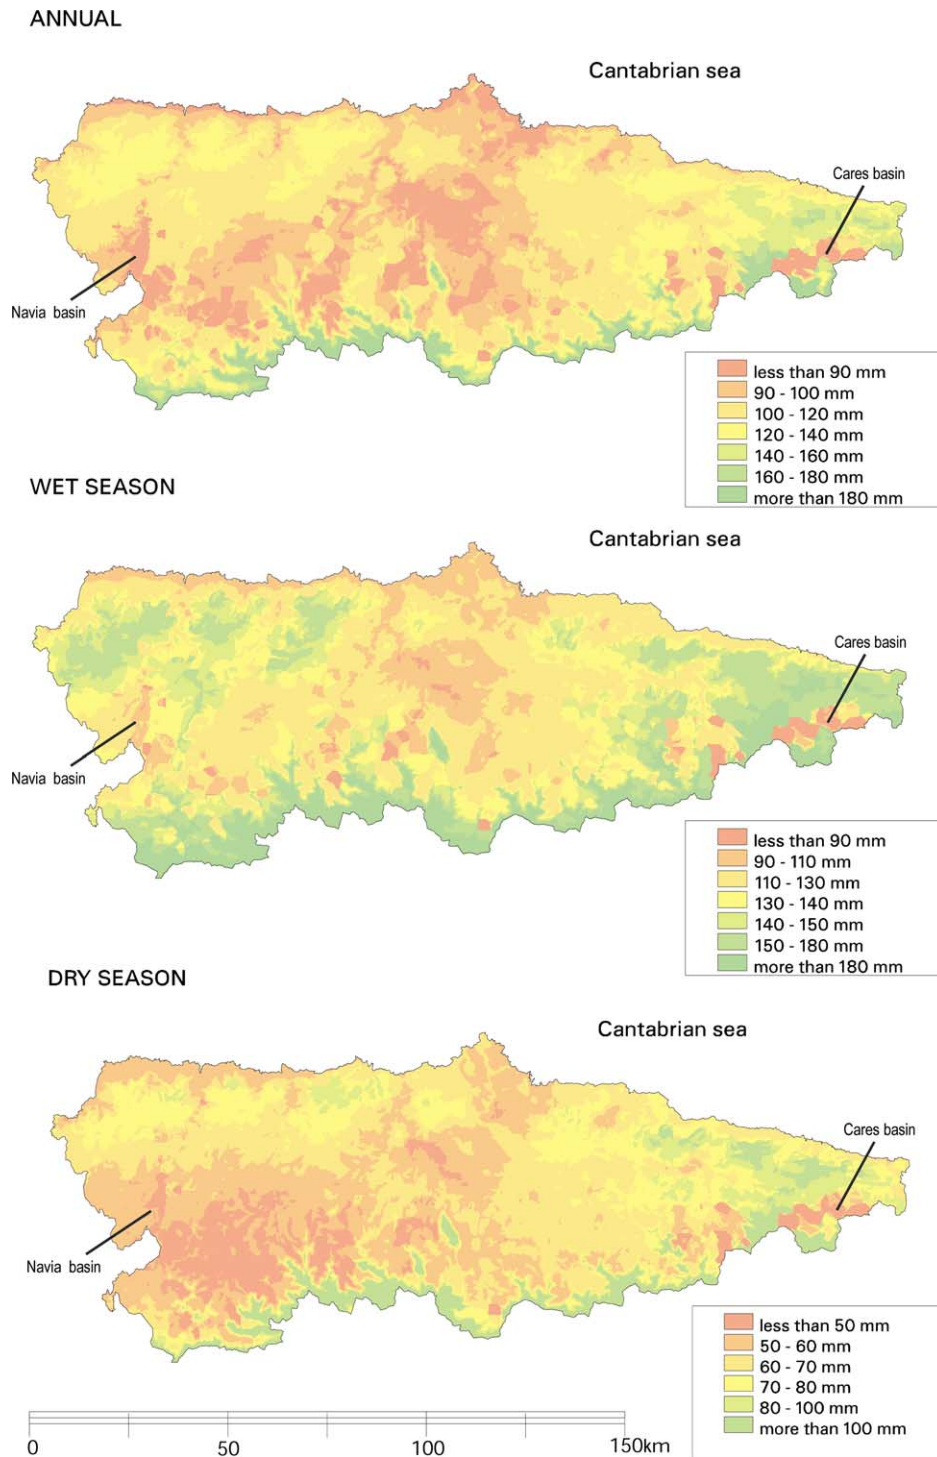 ANNUAL
Cantabrian sea
Cares basin
Navia basin
less than 90 mm
90 - 100 mm
100 - 120 mm
120 - 140 mm
140 - 160 mm
160 - 180 mm
more than 180 mm
WET SEASON
Cantabrian sea
Cares basin
Navia basin
less than 90 mm
90 - 110 mm
110 - 130 mm
130 - 140 mm
140 - 150 mm
150 - 180 mm
more than 180 mm
DRY SEASON
Cantabrian sea
Cares basin
Navia basin
less than 50 mm
50 - 60 mm
60 - 70 mm
70 - 80 mm
80 - 100 mm
more than 100 mm
0 50 100 150km